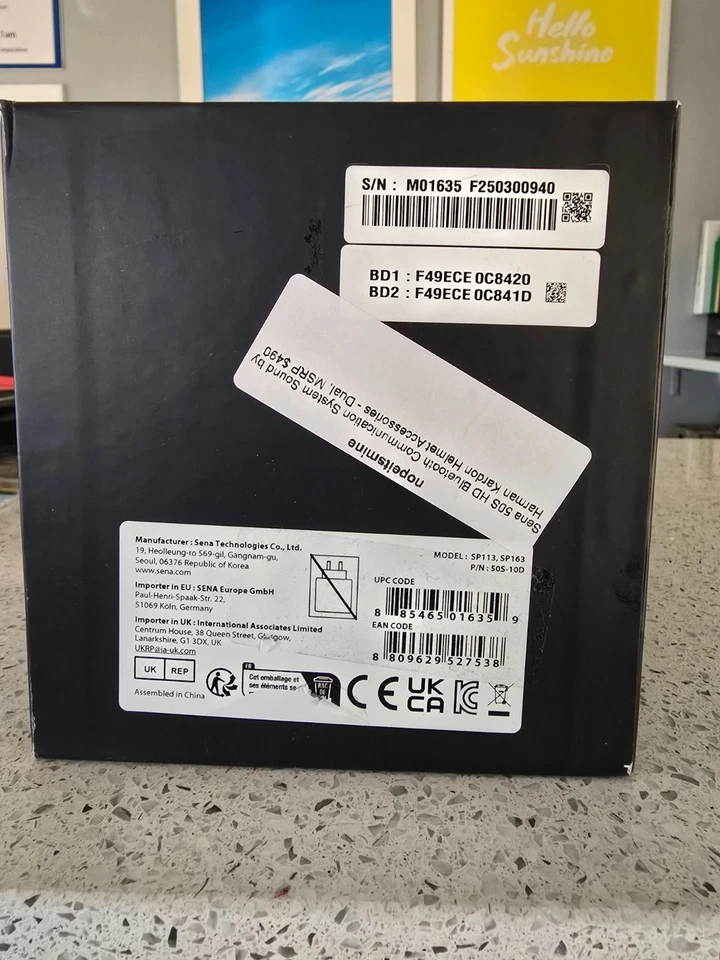 Hello
Sunshine
S/N : M01635 F250300940
BD1 : F49ECE 0C8420
BD2 : F49ECE 0C841D
nopeitsmine
Sena 50S HD Bluetooth Communication System Sound by
Harman Kardon Helmet Accessories - Dual, MSRP $490
Manufacturer : Sena Technologies Co., Ltd.
19, Heolleung-ro 569-gil, Gangnam-gu,
Seoul, 06376 Republic of Korea
www.sena.com
Importer in EU : SENA Europe GmbH
Paul-Henri-Spaak-Str. 22,
51069 Köln, Germany
Importer in UK : International Associates Limited
Centrum House, 38 Queen Street, Glasgow,
Lanarkshire, G1 3DX, UK
UKRP@ia-uk.com
UK REP
Assembled in China
FR
Cet emballage et
ses éléments se
BAC
MODEL : SP113, SP163
P/N : 50S-10D
UPC CODE
8 85465 01635 9
EAN CODE
8 809629 527538
CE UK
CA